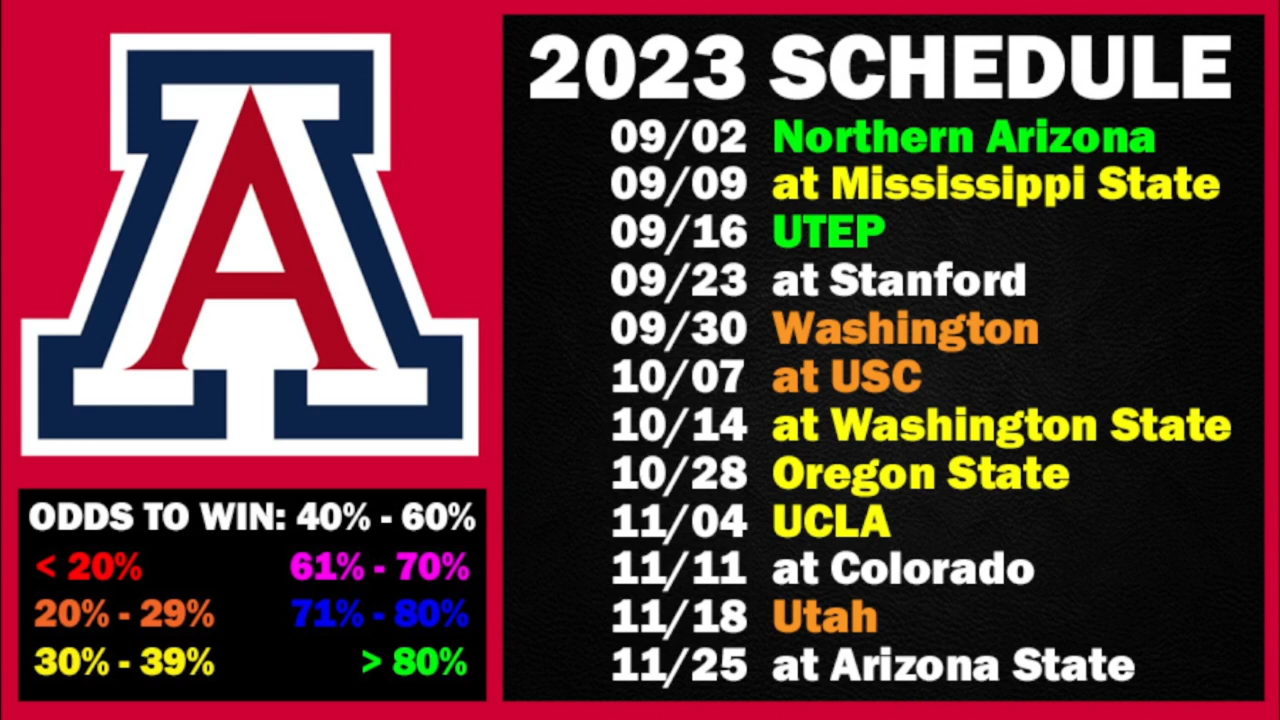 A
2023 SCHEDULE
09/02 Northern Arizona
09/09 at Mississippi State
09/16 UTEP
09/23 at Stanford
09/30 Washington
10/07 at USC
10/14 at Washington State
10/28 Oregon State
11/04 UCLA
11/11 at Colorado
11/18 Utah
11/25 at Arizona State
ODDS TO WIN: 40% - 60%
< 20% 61% - 70%
20% - 29% 71% - 80%
30% - 39% > 80%